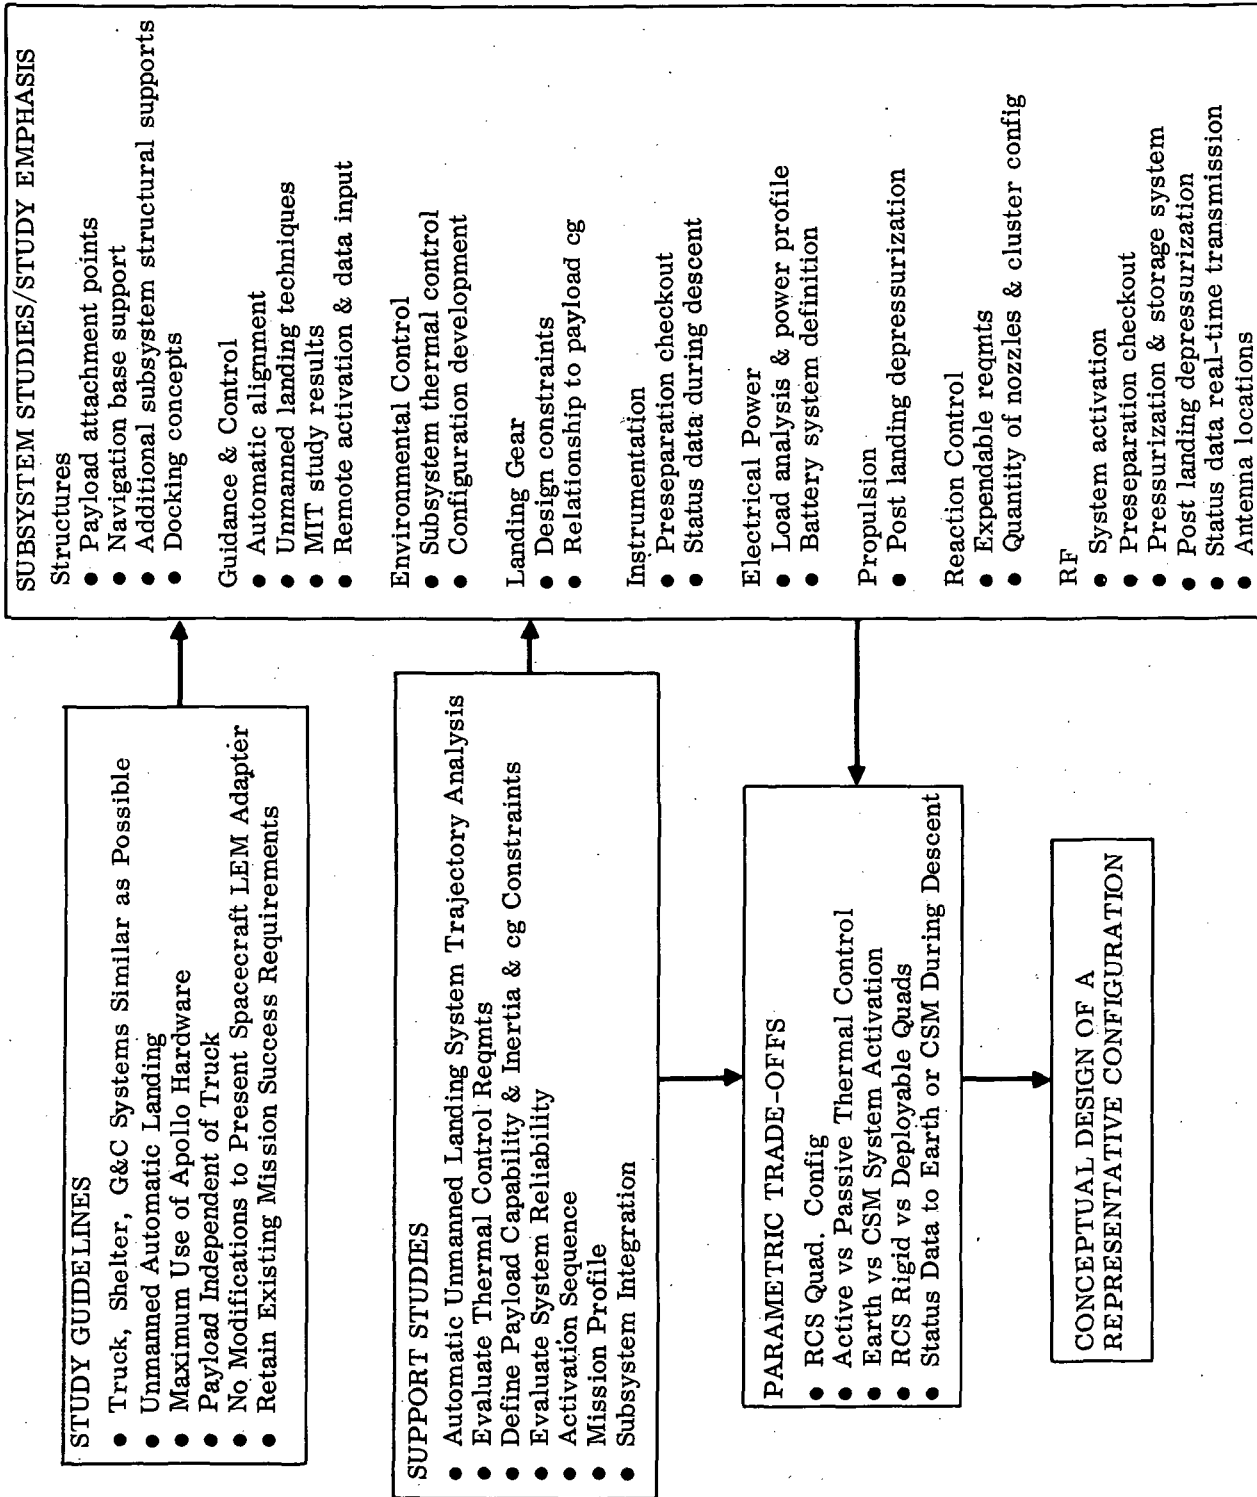 STUDY GUIDELINES
● Truck, Shelter, G&C Systems Similar as Possible
● Unmanned Automatic Landing
● Maximum Use of Apollo Hardware
● Payload Independent of Truck
● No Modifications to Present Spacecraft LEM Adapter
● Retain Existing Mission Success Requirements
SUPPORT STUDIES
● Automatic Unmanned Landing System Trajectory Analysis
● Evaluate Thermal Control Reqmts
● Define Payload Capability & Inertia & cg Constraints
● Evaluate System Reliability
● Activation Sequence
● Mission Profile
● Subsystem Integration
PARAMETRIC TRADE-OFFS
● RCS Quad. Config
● Active vs Passive Thermal Control
● Earth vs CSM System Activation
● RCS Rigid vs Deployable Quads
● Status Data to Earth or CSM During Descent
CONCEPTUAL DESIGN OF A
REPRESENTATIVE CONFIGURATION
SUBSYSTEM STUDIES/STUDY EMPHASIS
Structures
● Payload attachment points
● Navigation base support
● Additional subsystem structural supports
● Docking concepts
Guidance & Control
● Automatic alignment
● Unmanned landing techniques
● MIT study results
● Remote activation & data input
Environmental Control
● Subsystem thermal control
● Configuration development
Landing Gear
● Design constraints
● Relationship to payload cg
Instrumentation
● Preseparation checkout
● Status data during descent
Electrical Power
● Load analysis & power profile
● Battery system definition
Propulsion
● Post landing depressurization
Reaction Control
● Expendable reqmts
● Quantity of nozzles & cluster config
RF
● System activation
● Preseparation checkout
● Pressurization & storage system
● Post landing depressurization
● Status data real-time transmission
● Antenna locations